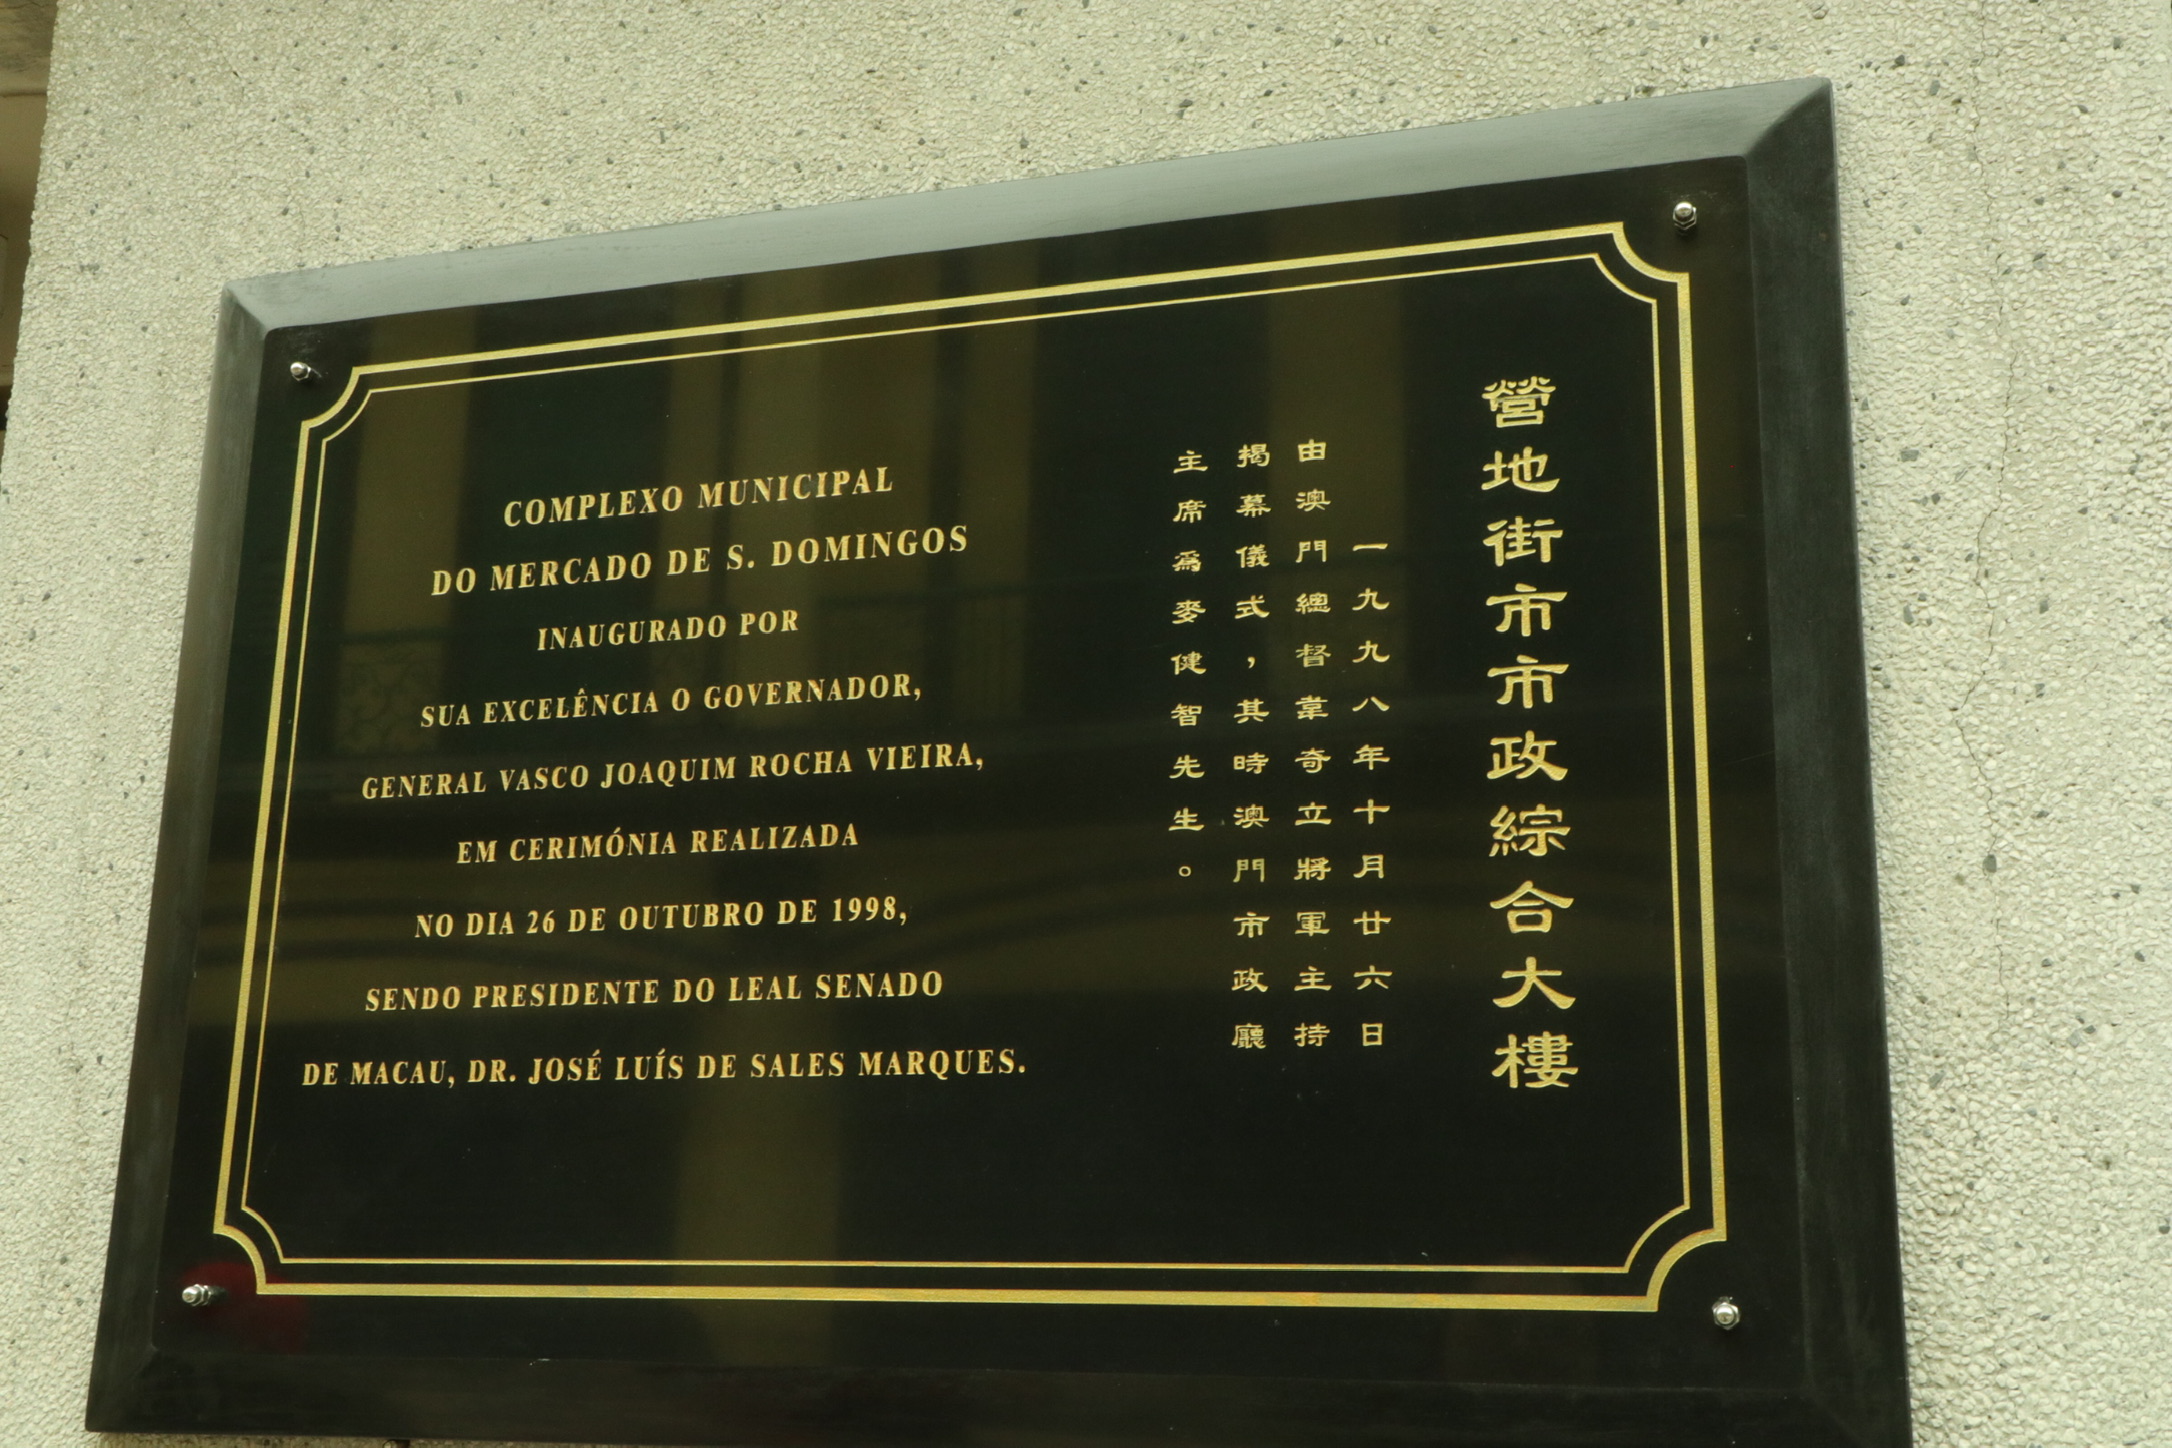 COMPLEXO MUNICIPAL
DO MERCADO DE S. DOMINGOS
INAUGURADO POR
SUA EXCELÊNCIA O GOVERNADOR,
GENERAL VASCO JOAQUIM ROCHA VIEIRA,
EM CERIMÓNIA REALIZADA
NO DIA 26 DE OUTUBRO DE 1998,
SENDO PRESIDENTE DO LEAL SENADO
DE MACAU, DR. JOSÉ LUÍS DE SALES MARQUES.
營地街市市政綜合大樓
一九九八年十月廿六日
由澳門總督韋奇立將軍主持
揭幕儀式，其時澳門市政廳
主席為麥健智先生。